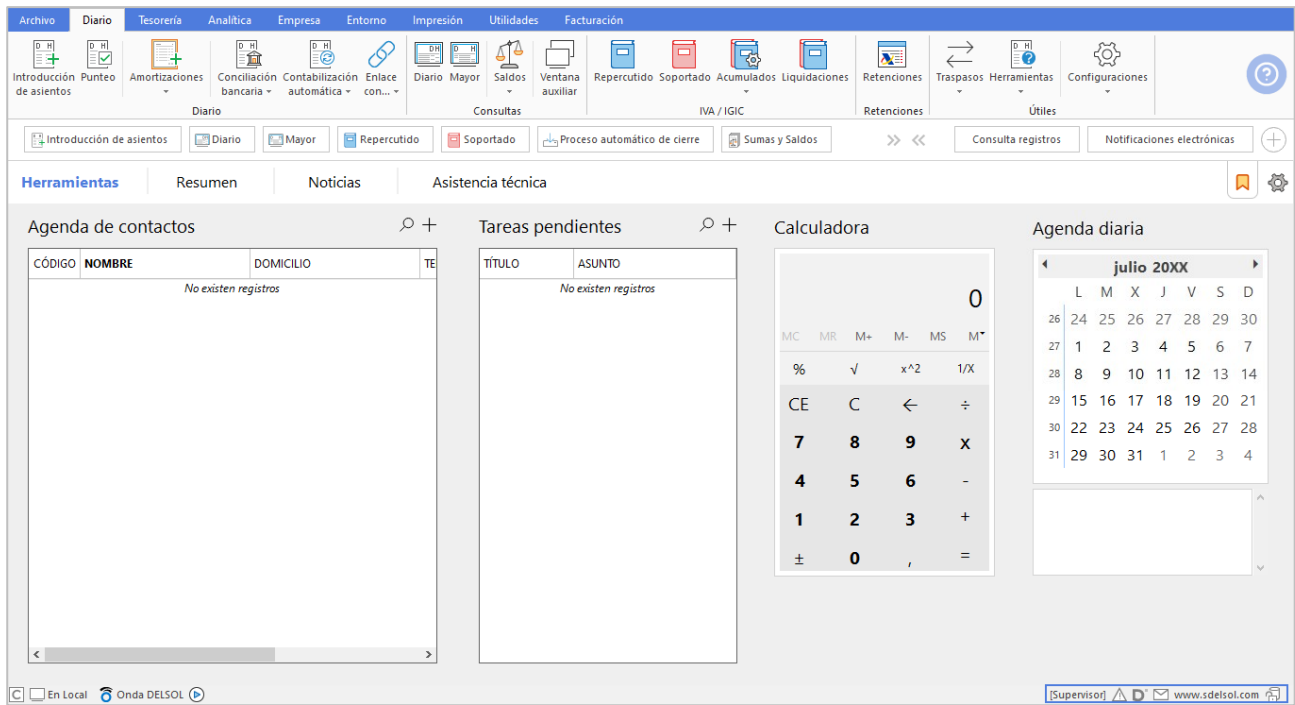 Archivo Diario Tesorería Analítica Empresa Entorno Impresión Utilidades Facturación
Introducción Punteo Amortizaciones Conciliación Contabilización Enlace Diario Mayor Saldos Ventana Repercutido Soportado Acumulados Liquidaciones Retenciones Traspasos Herramientas Configuraciones
de asientos bancaria automática con... auxiliar
Diario Consultas IVA / IGIC Retenciones Útiles
Introducción de asientos Diario Mayor Repercutido Soportado Proceso automático de cierre Sumas y Saldos Consulta registros Notificaciones electrónicas
Herramientas Resumen Noticias Asistencia técnica
Agenda de contactos Tareas pendientes Calculadora Agenda diaria
CÓDIGO NOMBRE DOMICILIO TE
No existen registros
TÍTULO ASUNTO
No existen registros
0
MC MR M+ M- MS M
% √ x^2 1/X
CE C ← ÷
7 8 9 x
4 5 6 -
1 2 3 +
± 0 , =
julio 20XX
L M X J V S D
26 24 25 26 27 28 29 30
27 1 2 3 4 5 6 7
28 8 9 10 11 12 13 14
29 15 16 17 18 19 20 21
30 22 23 24 25 26 27 28
31 29 30 31 1 2 3 4
C En Local Onda DELSOL [Supervisor] D www.sdelsol.com